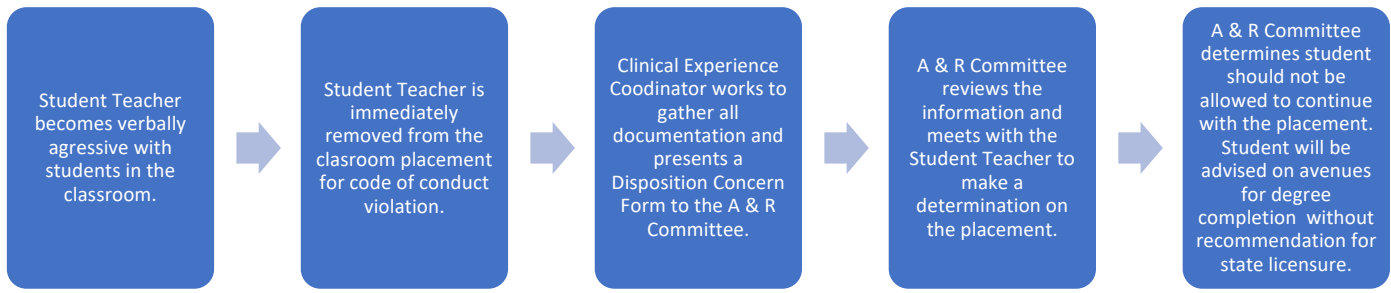 Student Teacher
becomes verbally
agressive with
students in the
classroom.
Student Teacher is
immediately
removed from the
clasroom placement
for code of conduct
violation.
Clinical Experience
Coodinator works to
gather all
documentation and
presents a
Disposition Concern
Form to the A & R
Committee.
A & R Committee
reviews the
information and
meets with the
Student Teacher to
make a
determination on
the placement.
A & R Committee
determines student
should not be
allowed to continue
with the placement.
Student will be
advised on avenues
for degree
completion without
recommendation for
state licensure.